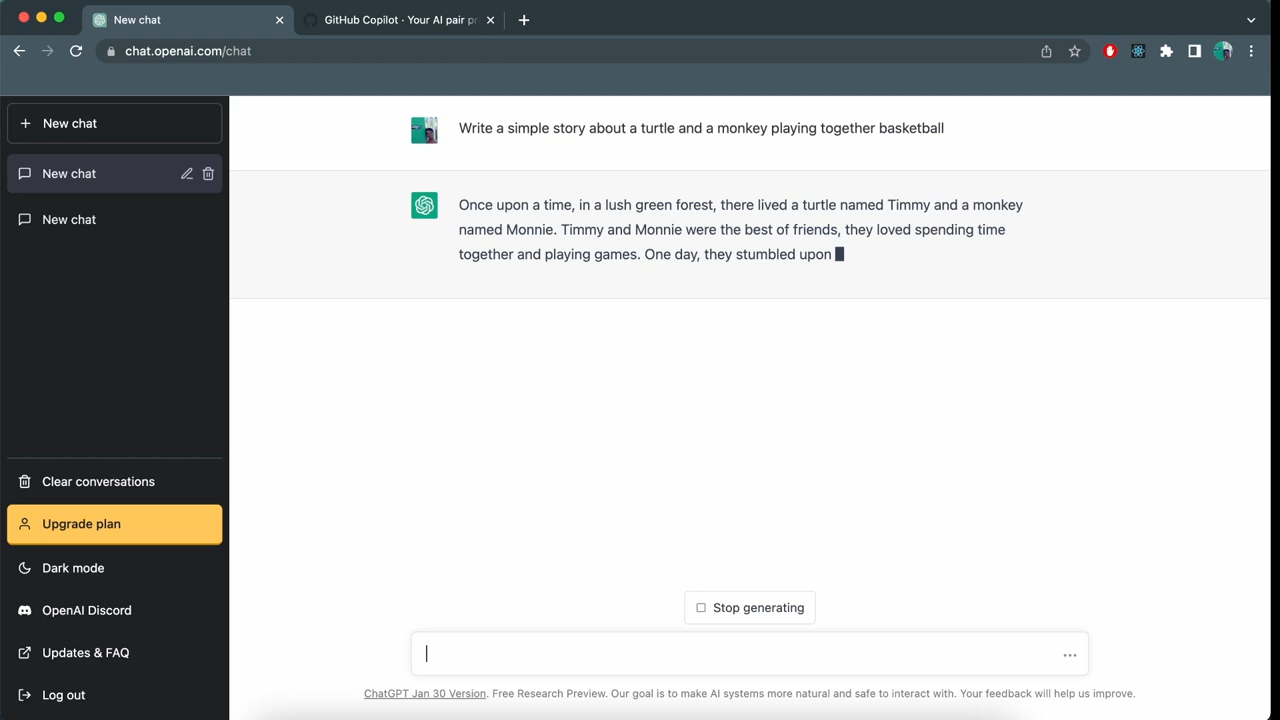 New chat
GitHub Copilot · Your AI pair pr
chat.openai.com/chat
New chat
New chat
New chat
Clear conversations
Upgrade plan
Dark mode
OpenAI Discord
Updates & FAQ
Log out
Write a simple story about a turtle and a monkey playing together basketball
Once upon a time, in a lush green forest, there lived a turtle named Timmy and a monkey
named Monnie. Timmy and Monnie were the best of friends, they loved spending time
together and playing games. One day, they stumbled upon
Stop generating
ChatGPT Jan 30 Version. Free Research Preview. Our goal is to make AI systems more natural and safe to interact with. Your feedback will help us improve.